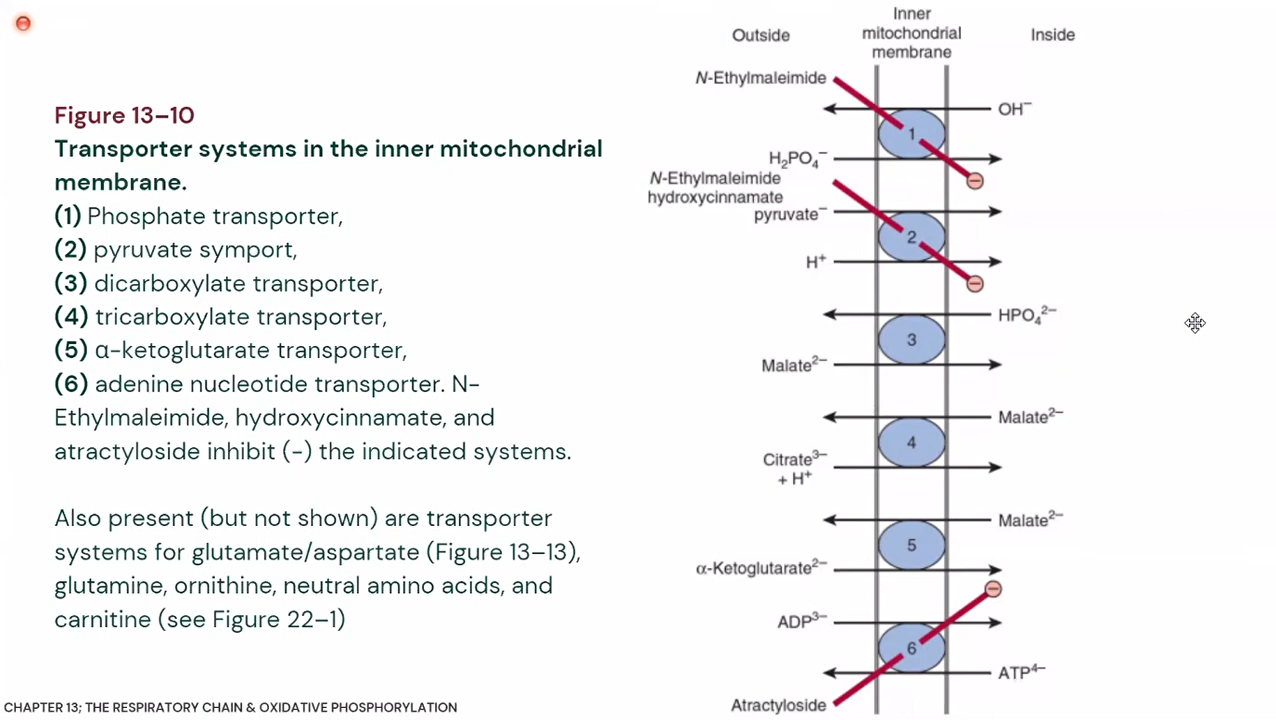 Figure 13–10
Transporter systems in the inner mitochondrial
membrane.
(1) Phosphate transporter,
(2) pyruvate symport,
(3) dicarboxylate transporter,
(4) tricarboxylate transporter,
(5) α-ketoglutarate transporter,
(6) adenine nucleotide transporter. N-
Ethylmaleimide, hydroxycinnamate, and
atractyloside inhibit (-) the indicated systems.
Also present (but not shown) are transporter
systems for glutamate/aspartate (Figure 13–13),
glutamine, ornithine, neutral amino acids, and
carnitine (see Figure 22–1)
CHAPTER 13; THE RESPIRATORY CHAIN & OXIDATIVE PHOSPHORYLATION
Outside
Inner
mitochondrial
membrane
Inside
N-Ethylmaleimide
OH⁻
1
H₂PO₄⁻
−
N-Ethylmaleimide
hydroxycinnamate
pyruvate⁻
2
H⁺
−
HPO₄²⁻
3
Malate²⁻
Malate²⁻
4
Citrate³⁻
+ H⁺
Malate²⁻
5
α-Ketoglutarate²⁻
−
ADP³⁻
6
ATP⁴⁻
Atractyloside